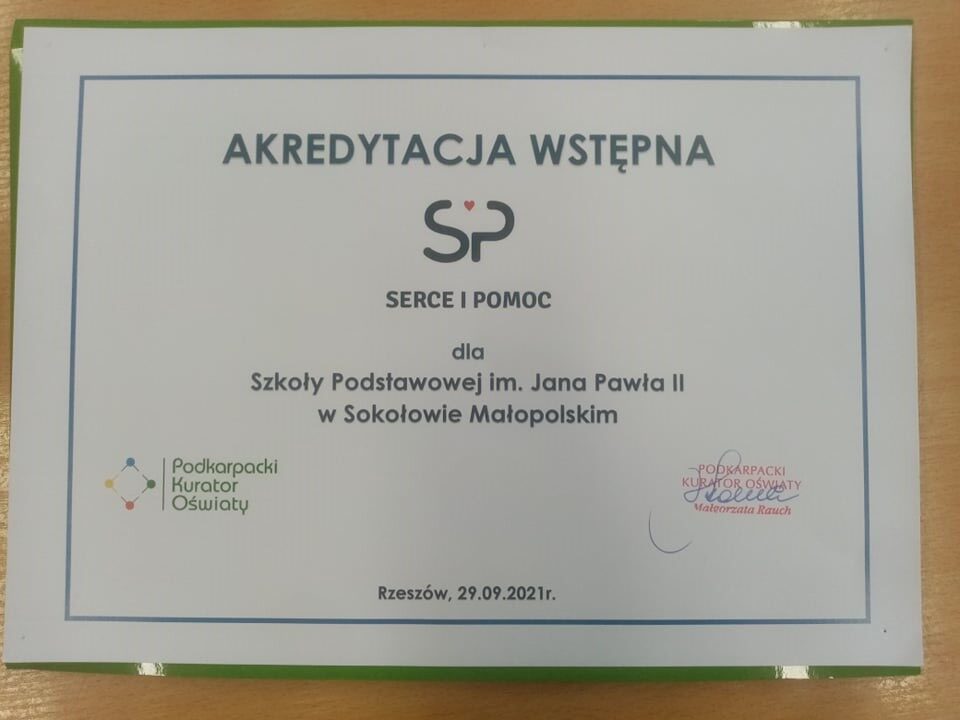 AKREDYTACJA WSTĘPNA
SiP
SERCE I POMOC
dla
Szkoły Podstawowej im. Jana Pawła II
w Sokołowie Małopolskim
Podkarpacki
Kurator
Oświaty
PODKARPACKI
KURATOR OŚWIATY
Małgorzata Rauch
Rzeszów, 29.09.2021r.